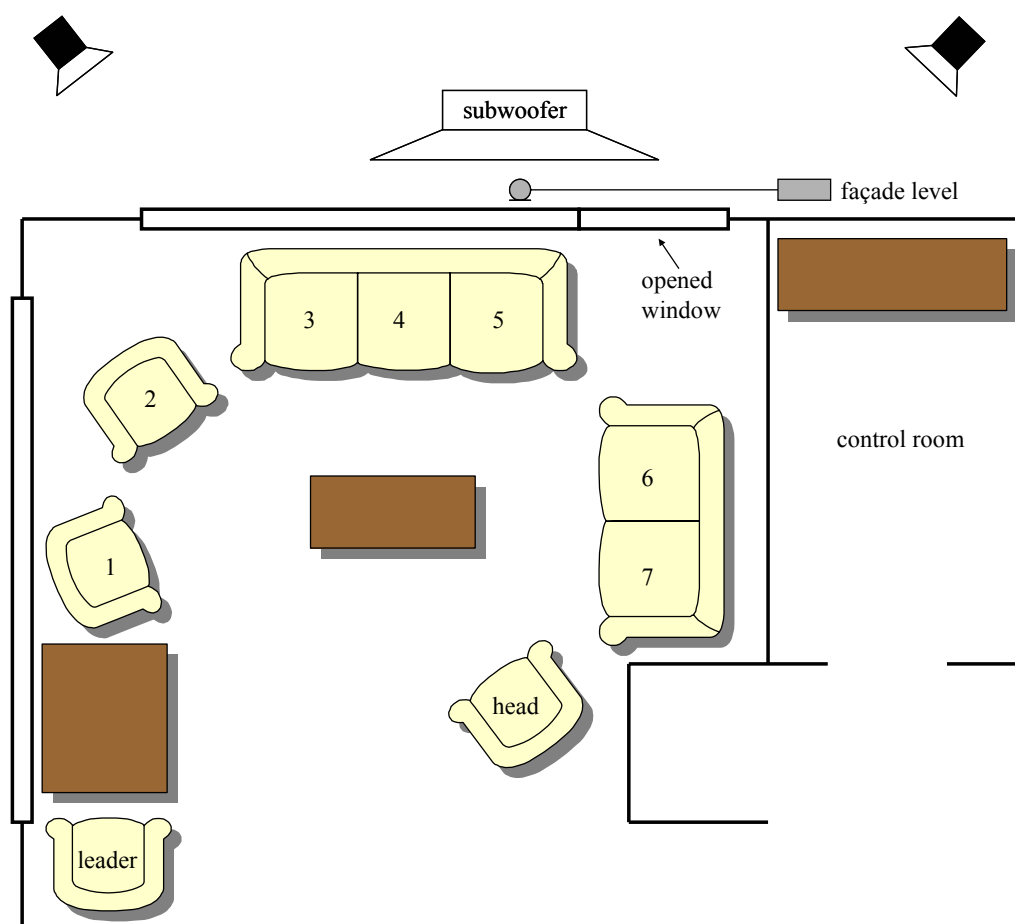 subwoofer
façade level
opened
window
3
4
5
2
control room
6
1
7
head
leader